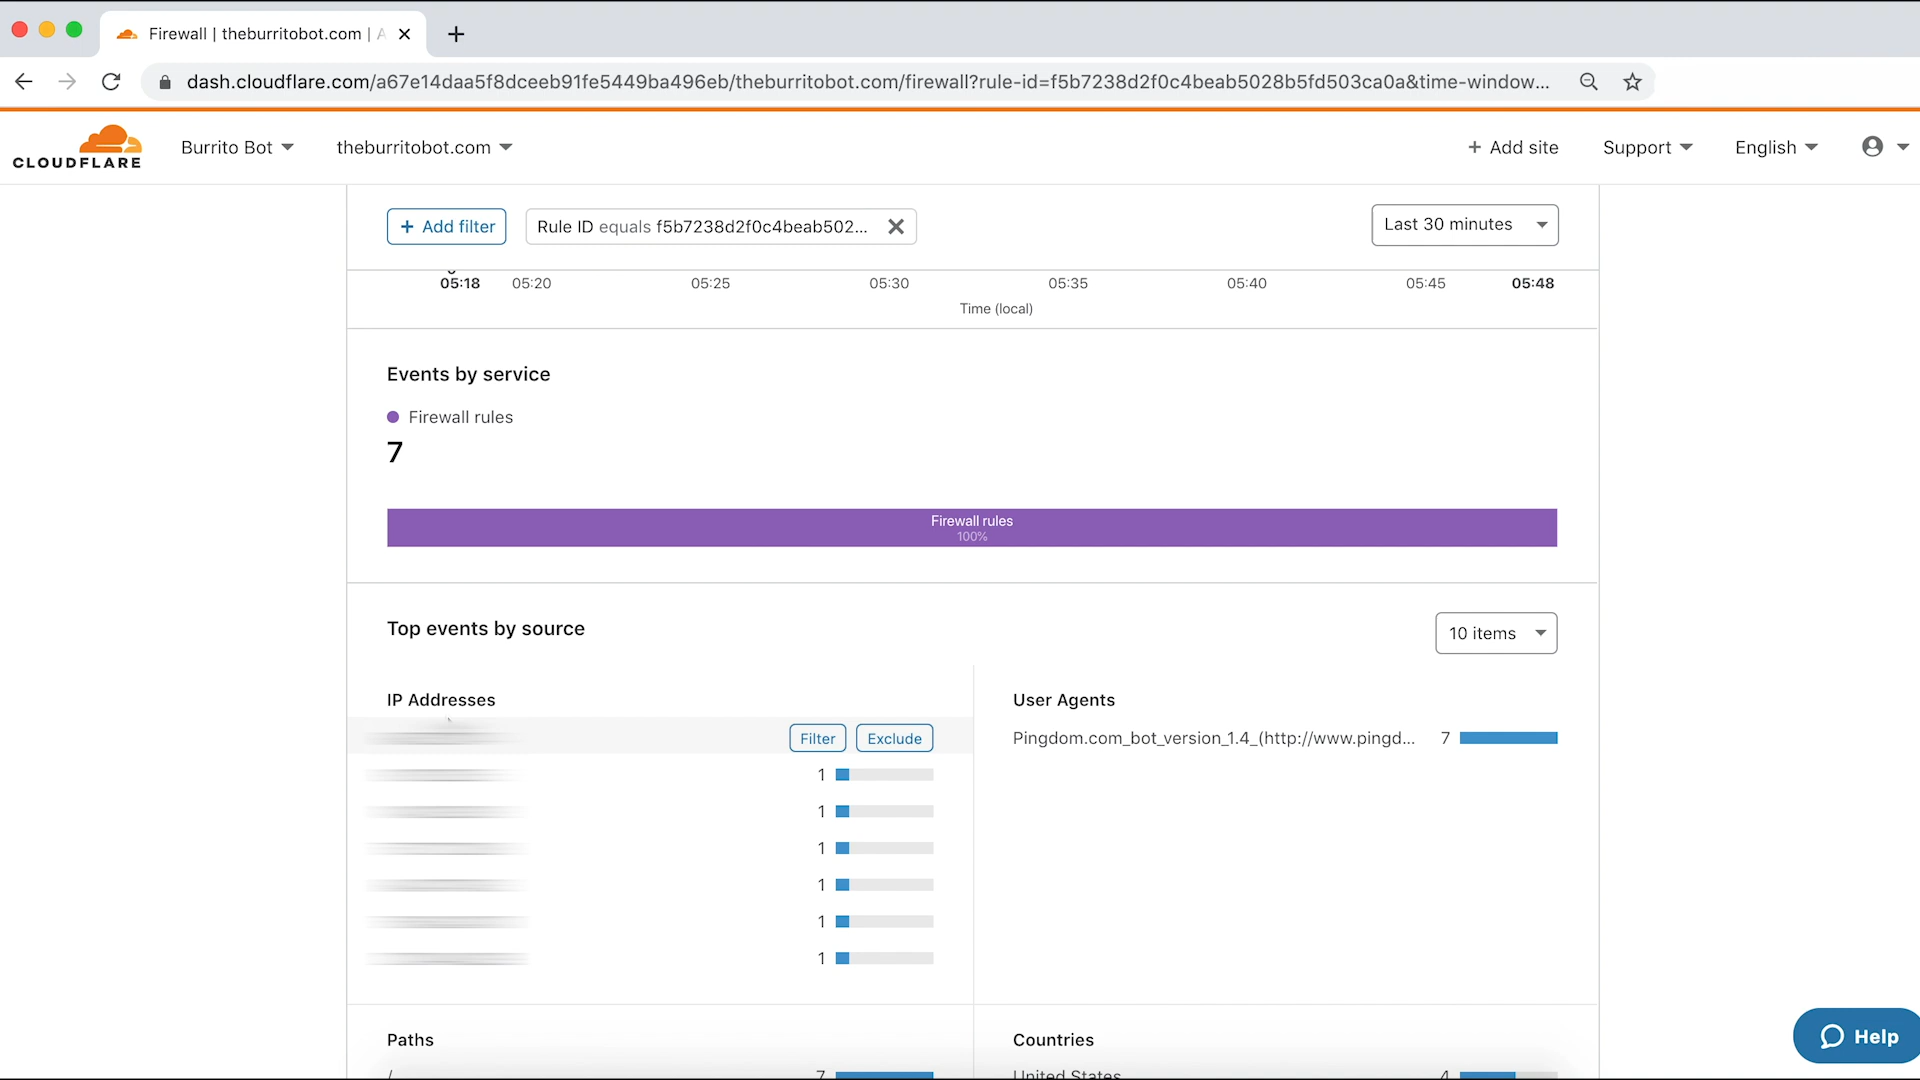 Firewall | theburritobot.com | A
dash.cloudflare.com/a67e14daa5f8dceeb91fe5449ba496eb/theburritobot.com/firewall?rule-id=f5b7238d2f0c4beab5028b5fd503ca0a&time-window...
CLOUDFLARE
Burrito Bot
theburritobot.com
+ Add site
Support
English
+ Add filter
Rule ID equals f5b7238d2f0c4beab502...
Last 30 minutes
05:18 05:20 05:25 05:30 05:35 05:40 05:45 05:48
Time (local)
Events by service
Firewall rules
7
Firewall rules
100%
Top events by source
10 items
IP Addresses
Filter Exclude
1
1
1
1
1
1
User Agents
Pingdom.com_bot_version_1.4_(http://www.pingd... 7
Paths
/ 7
Countries
United States 4
Help